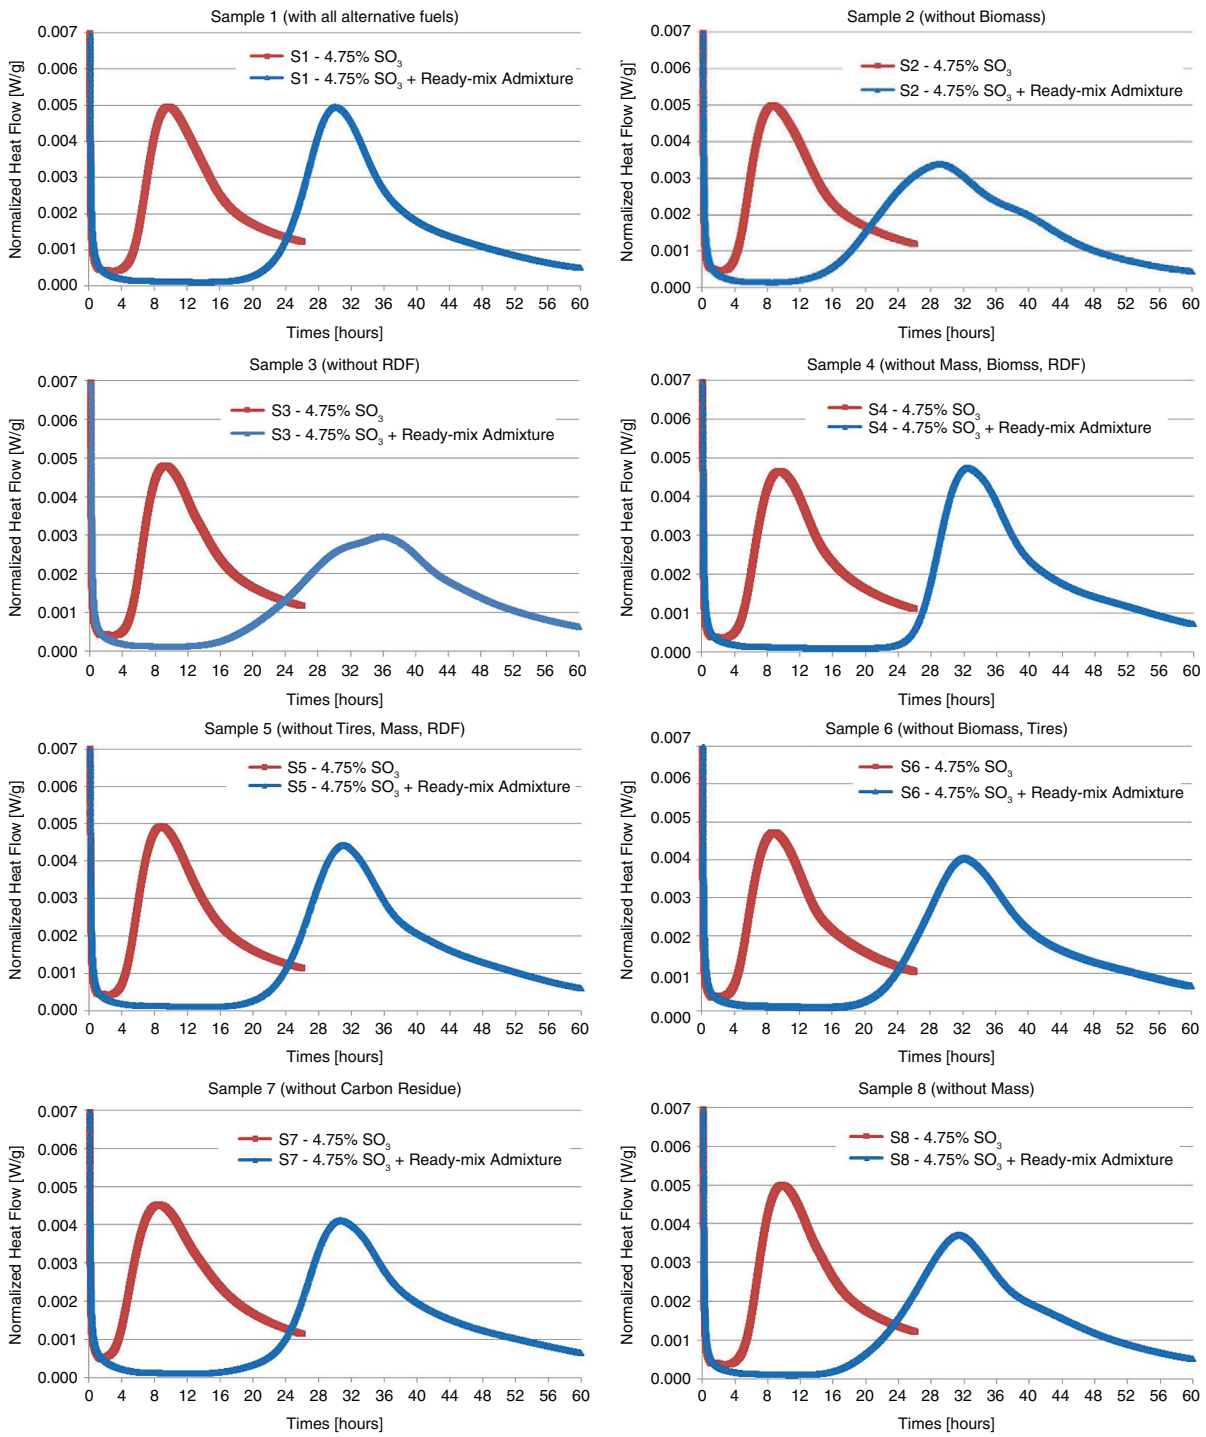 Sample 1 (with all alternative fuels)
Normalized Heat Flow [W/g]
0.007
0.006
0.005
0.004
0.003
0.002
0.001
0.000
S1 - 4.75% SO3
S1 - 4.75% SO3 + Ready-mix Admixture
0 4 8 12 16 20 24 28 32 36 40 44 48 52 56 60
Times [hours]
Sample 2 (without Biomass)
Normalized Heat Flow [W/g]`
0.007
0.006
0.005
0.004
0.003
0.002
0.001
0.000
S2 - 4.75% SO3
S2 - 4.75% SO3 + Ready-mix Admixture
0 4 8 12 16 20 24 28 32 36 40 44 48 52 56 60
Times [hours]
Sample 3 (without RDF)
Normalized Heat Flow [W/g]
0.007
0.006
0.005
0.004
0.003
0.002
0.001
0.000
S3 - 4.75% SO3
S3 - 4.75% SO3 + Ready-mix Admixture
0 4 8 12 16 20 24 28 32 36 40 44 48 52 56 60
Times [hours]
Sample 4 (without Mass, Biomss, RDF)
Normalized Heat Flow [W/g]
0.007
0.006
0.005
0.004
0.003
0.002
0.001
0.000
S4 - 4.75% SO3
S4 - 4.75% SO3 + Ready-mix Admixture
0 4 8 12 16 20 24 28 32 36 40 44 48 52 56 60
Times [hours]
Sample 5 (without Tires, Mass, RDF)
Normalized Heat Flow [W/g]
0.007
0.006
0.005
0.004
0.003
0.002
0.001
0.000
S5 - 4.75% SO3
S5 - 4.75% SO3 + Ready-mix Admixture
0 4 8 12 16 20 24 28 32 36 40 44 48 52 56 60
Times [hours]
Sample 6 (without Biomass, Tires)
Normalized Heat Flow [W/g]
0.007
0.006
0.005
0.004
0.003
0.002
0.001
0.000
S6 - 4.75% SO3
S6 - 4.75% SO3 + Ready-mix Admixture
0 4 8 12 16 20 24 28 32 36 40 44 48 52 56 60
Times [hours]
Sample 7 (without Carbon Residue)
Normalized Heat Flow [W/g]
0.007
0.006
0.005
0.004
0.003
0.002
0.001
0.000
S7 - 4.75% SO3
S7 - 4.75% SO3 + Ready-mix Admixture
0 4 8 12 16 20 24 28 32 36 40 44 48 52 56 60
Times [hours]
Sample 8 (without Mass)
Normalized Heat Flow [W/g]
0.007
0.006
0.005
0.004
0.003
0.002
0.001
0.000
S8 - 4.75% SO3
S8 - 4.75% SO3 + Ready-mix Admixture
0 4 8 12 16 20 24 28 32 36 40 44 48 52 56 60
Times [hours]